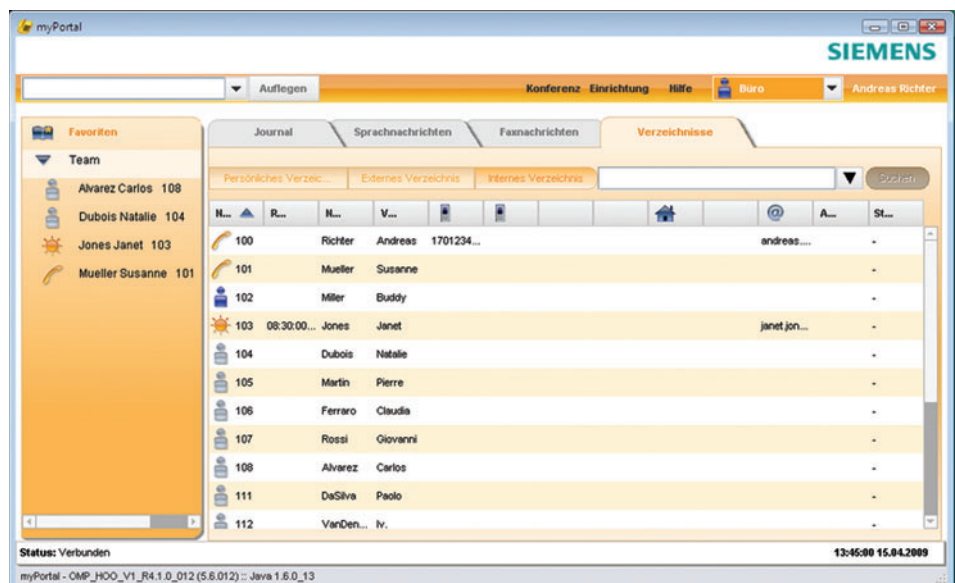 myPortal
SIEMENS
Auflegen Konferenz Einrichtung Hilfe Büro Andreas Richter
Favoriten Journal Sprachnachrichten Faxnachrichten Verzeichnisse
Team
Persönliches Verzeic... Externes Verzeichnis Internes Verzeichnis Suchen
Alvarez Carlos 108
Dubois Natalie 104
Jones Janet 103
Mueller Susanne 101
N... R... N... V... @ A... St...
100 Richter Andreas 1701234... andreas.... -
101 Mueller Susanne -
102 Miller Buddy -
103 08:30:00... Jones Janet janet.jon... -
104 Dubois Natalie -
105 Martin Pierre -
106 Ferraro Claudia -
107 Rossi Giovanni -
108 Alvarez Carlos -
111 DaSilva Paolo -
112 VanDen... Iv. -
Status: Verbunden 13:45:00 15.04.2009
myPortal - OMP_HOO_V1_R4.1.0_012 (5.6.012) :: Java 1.6.0_13